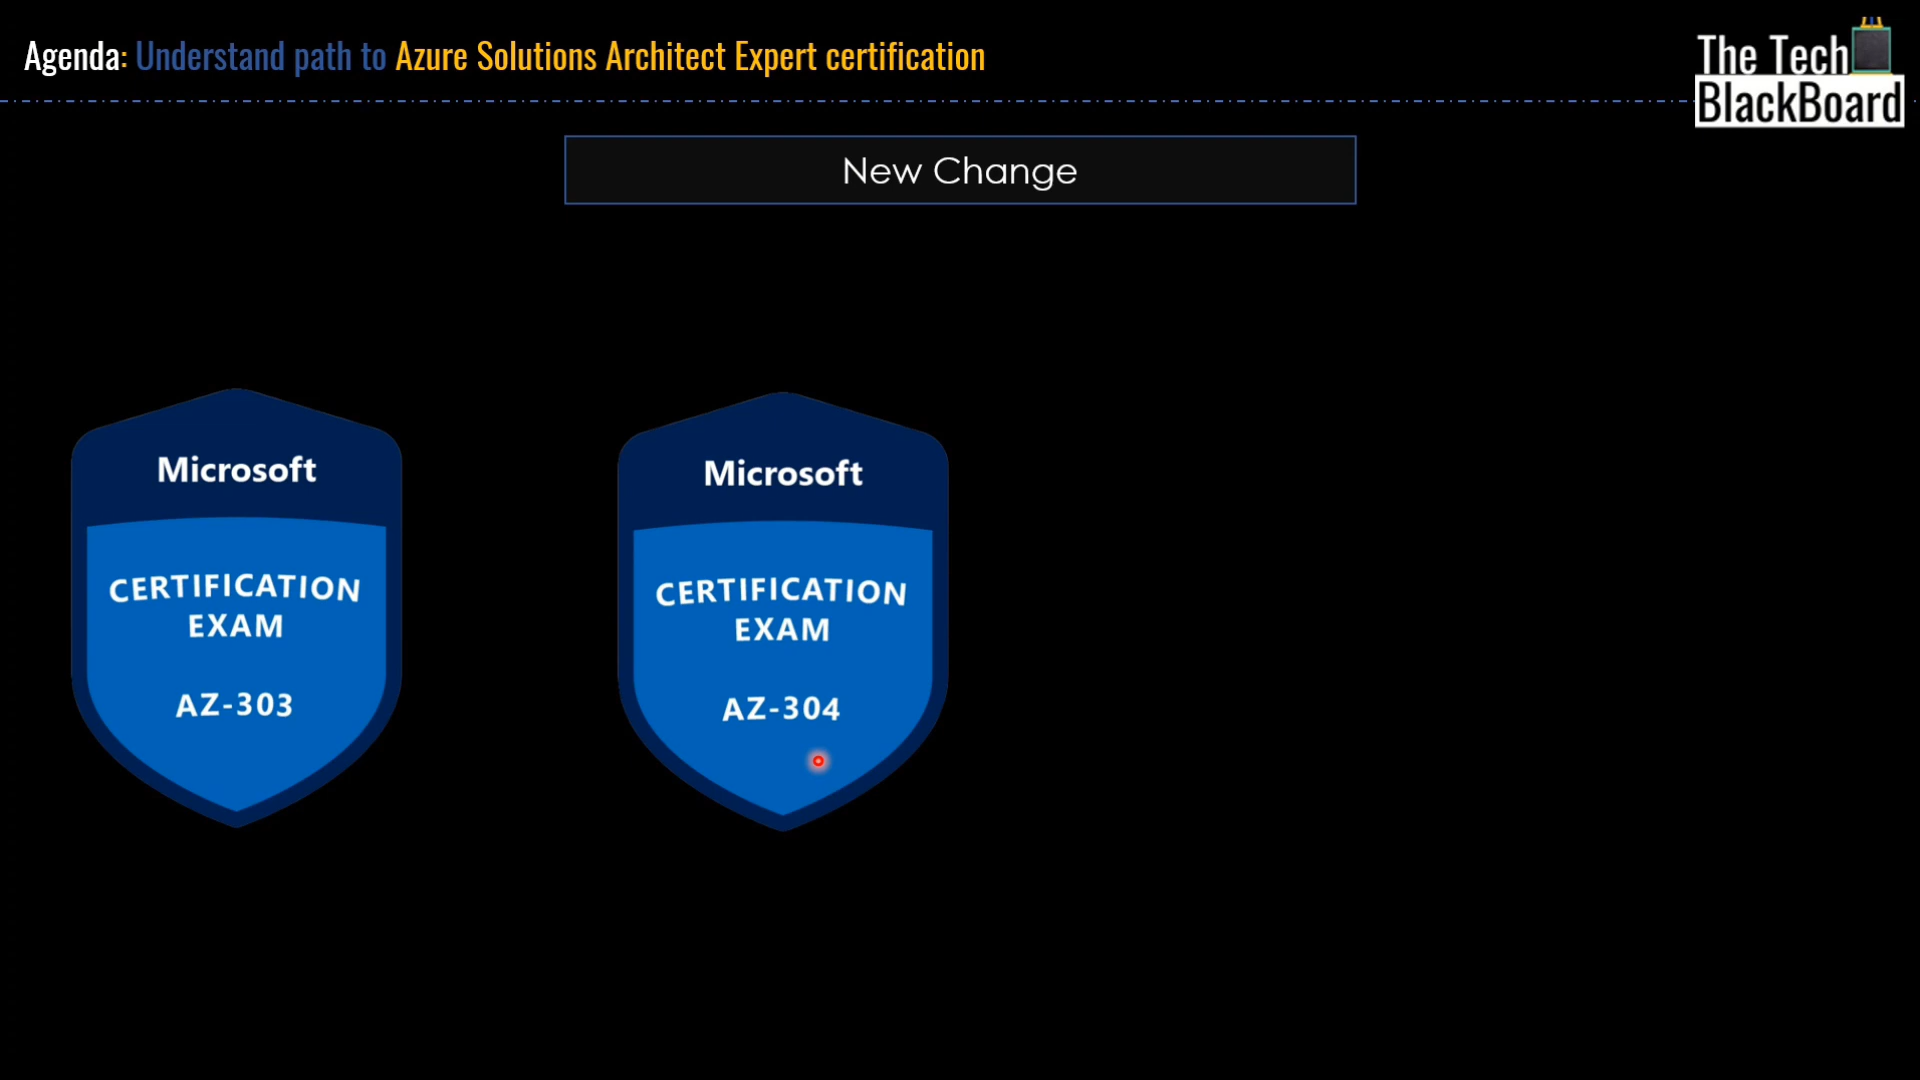 Agenda: Understand path to Azure Solutions Architect Expert certification
The Tech
BlackBoard
New Change
Microsoft
CERTIFICATION
EXAM
AZ-303
Microsoft
CERTIFICATION
EXAM
AZ-304